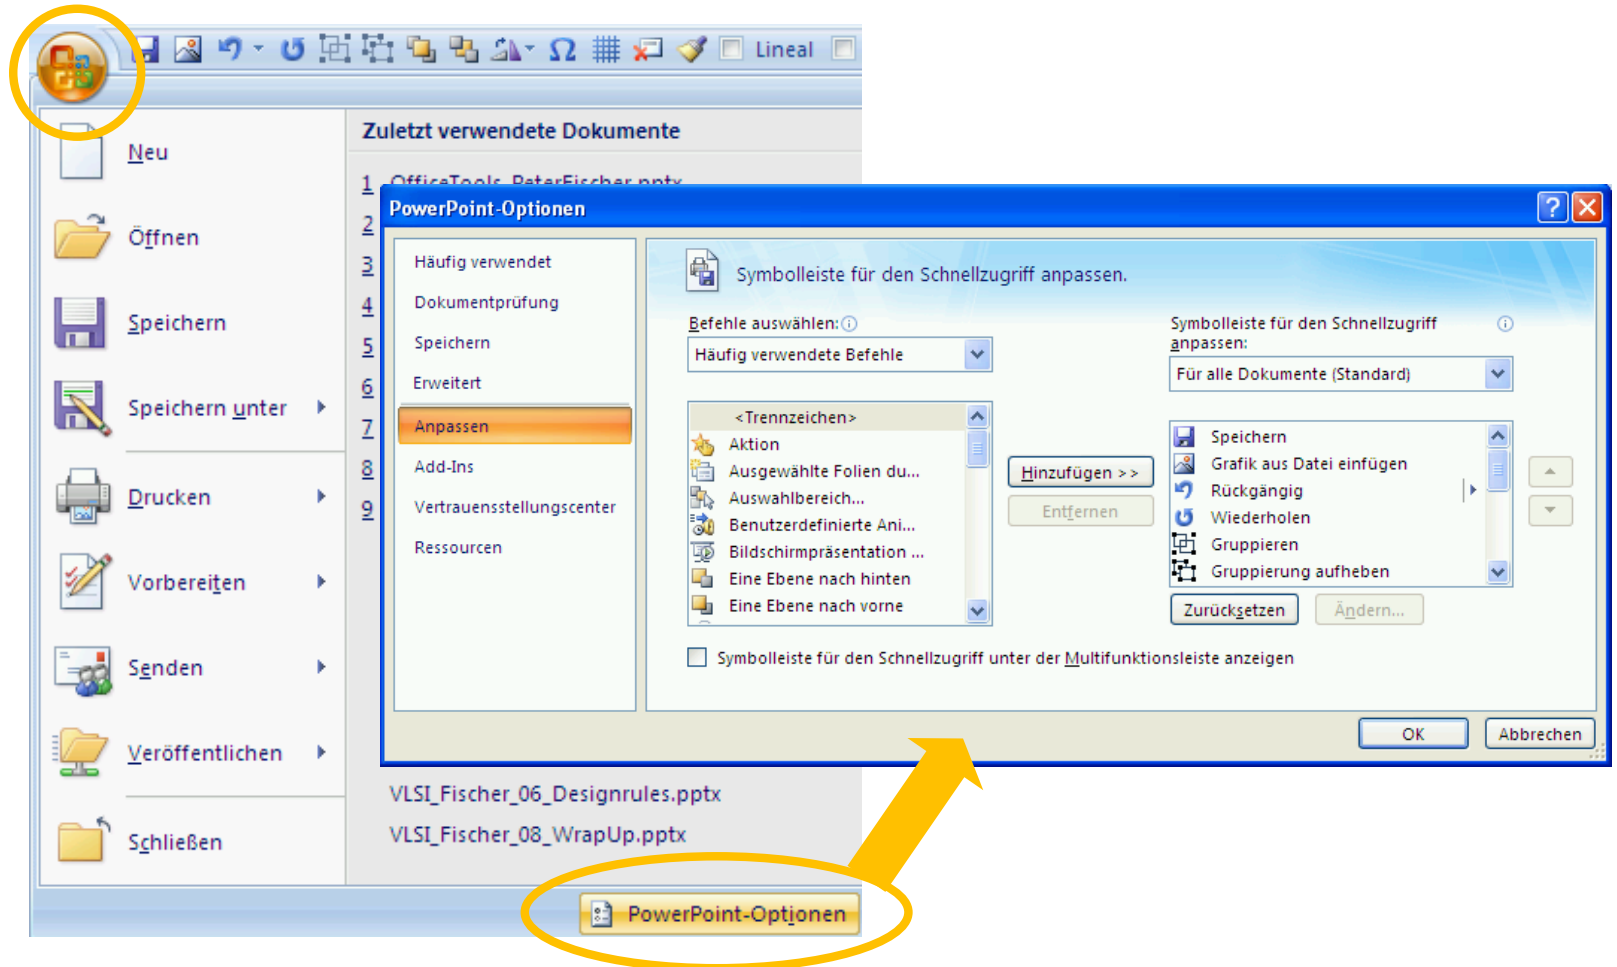 Lineal
Neu
Öffnen
Speichern
Speichern unter
Drucken
Vorbereiten
Senden
Veröffentlichen
Schließen
Zuletzt verwendete Dokumente
1 OfficeTools_PeterFischer.pptx
2
3
4
5
6
7
8
9
VLSI_Fischer_06_Designrules.pptx
VLSI_Fischer_08_WrapUp.pptx
PowerPoint-Optionen
PowerPoint-Optionen
Häufig verwendet
Dokumentprüfung
Speichern
Erweitert
Anpassen
Add-Ins
Vertrauensstellungscenter
Ressourcen
Symbolleiste für den Schnellzugriff anpassen.
Befehle auswählen:
Häufig verwendete Befehle
<Trennzeichen>
Aktion
Ausgewählte Folien du...
Auswahlbereich...
Benutzerdefinierte Ani...
Bildschirmpräsentation ...
Eine Ebene nach hinten
Eine Ebene nach vorne
Hinzufügen >>
Entfernen
Symbolleiste für den Schnellzugriff
anpassen:
Für alle Dokumente (Standard)
Speichern
Grafik aus Datei einfügen
Rückgängig
Wiederholen
Gruppieren
Gruppierung aufheben
Zurücksetzen
Ändern...
Symbolleiste für den Schnellzugriff unter der Multifunktionsleiste anzeigen
OK
Abbrechen